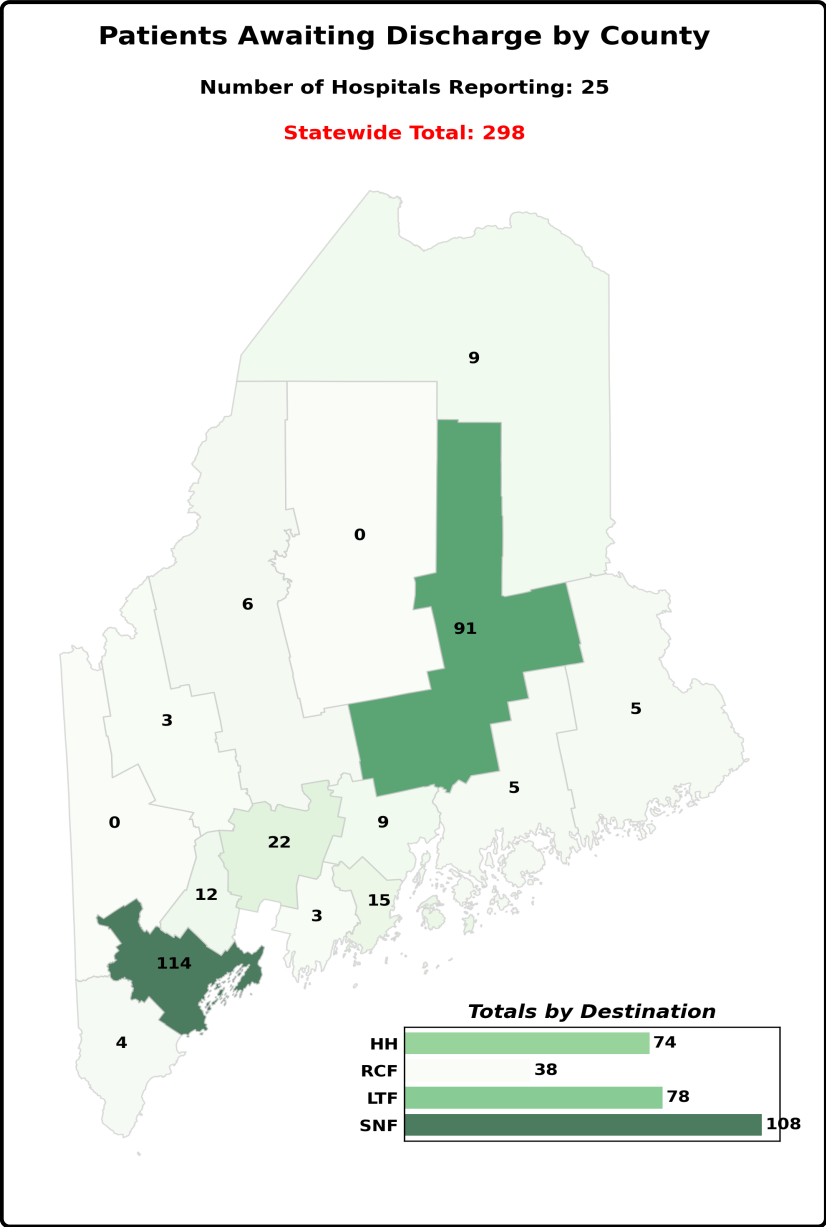 Patients Awaiting Discharge by County
Number of Hospitals Reporting: 25
Statewide Total: 298
9
0
6
91
3
5
5
0
9
22
12
15
3
114
4
Totals by Destination
HH 74
RCF 38
LTF 78
SNF 108